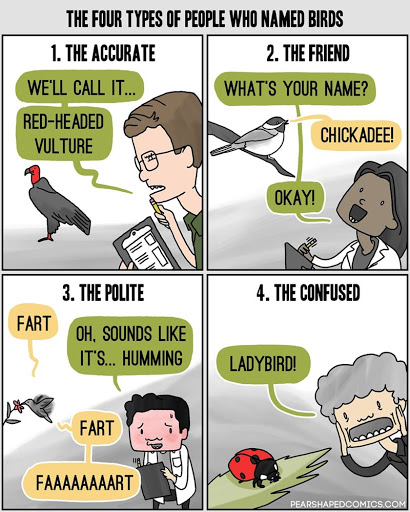 THE FOUR TYPES OF PEOPLE WHO NAMED BIRDS
1. THE ACCURATE
WE'LL CALL IT...
RED-HEADED
VULTURE
2. THE FRIEND
WHAT'S YOUR NAME?
CHICKADEE!
OKAY!
3. THE POLITE
FART
OH, SOUNDS LIKE
IT'S... HUMMING
FART
FAAAAAAAART
4. THE CONFUSED
LADYBIRD!
PEARSHAPEDCOMICS.COM